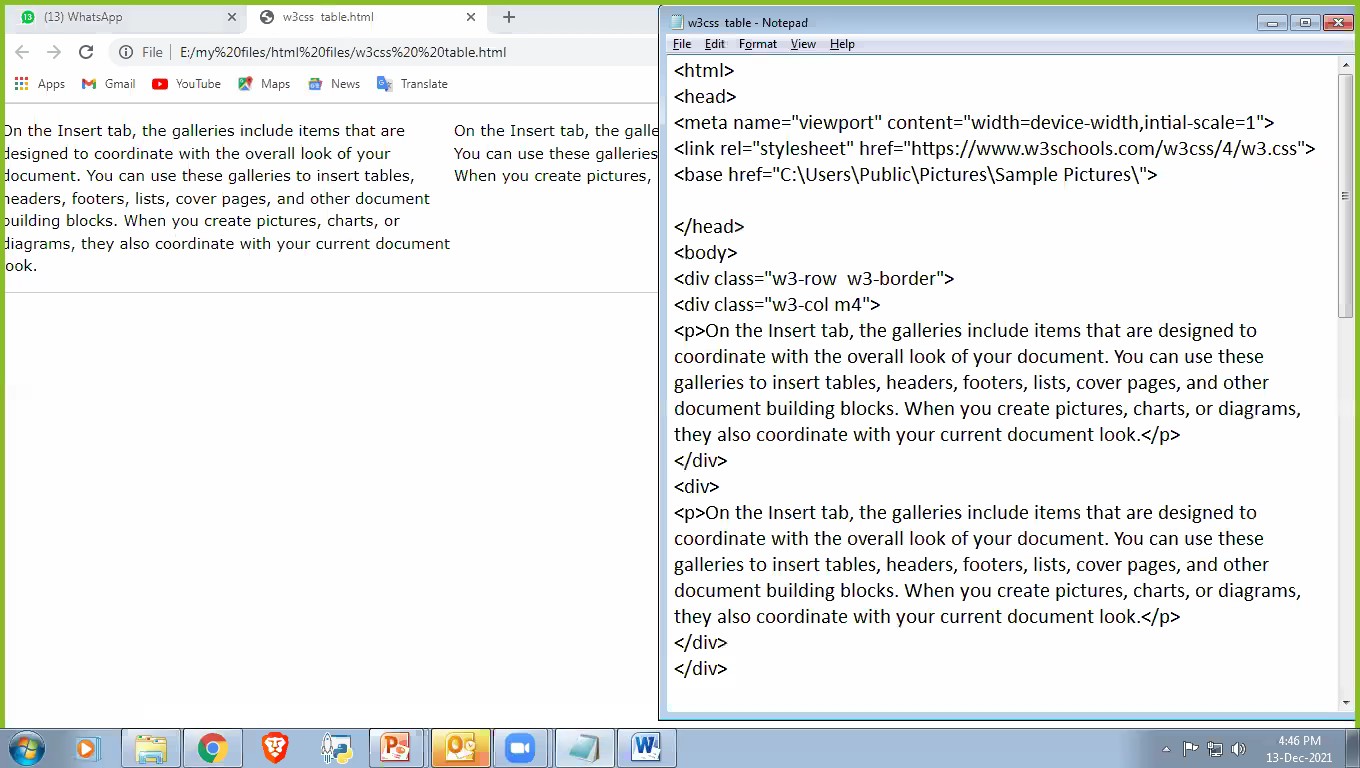 (13) WhatsApp
w3css table.html
File
E:/my%20files/html%20files/w3css%20%20table.html
Apps
Gmail
YouTube
Maps
News
Translate
On the Insert tab, the galleries include items that are
designed to coordinate with the overall look of your
document. You can use these galleries to insert tables,
headers, footers, lists, cover pages, and other document
building blocks. When you create pictures, charts, or
diagrams, they also coordinate with your current document
look.
On the Insert tab, the galle
You can use these galleries
When you create pictures,
w3css table - Notepad
File Edit Format View Help
<html>
<head>
<meta name="viewport" content="width=device-width,intial-scale=1">
<link rel="stylesheet" href="https://www.w3schools.com/w3css/4/w3.css">
<base href="C:\Users\Public\Pictures\Sample Pictures\">
</head>
<body>
<div class="w3-row  w3-border">
<div class="w3-col m4">
<p>On the Insert tab, the galleries include items that are designed to
coordinate with the overall look of your document. You can use these
galleries to insert tables, headers, footers, lists, cover pages, and other
document building blocks. When you create pictures, charts, or diagrams,
they also coordinate with your current document look.</p>
</div>
<div>
<p>On the Insert tab, the galleries include items that are designed to
coordinate with the overall look of your document. You can use these
galleries to insert tables, headers, footers, lists, cover pages, and other
document building blocks. When you create pictures, charts, or diagrams,
they also coordinate with your current document look.</p>
</div>
</div>
4:46 PM
13-Dec-2021